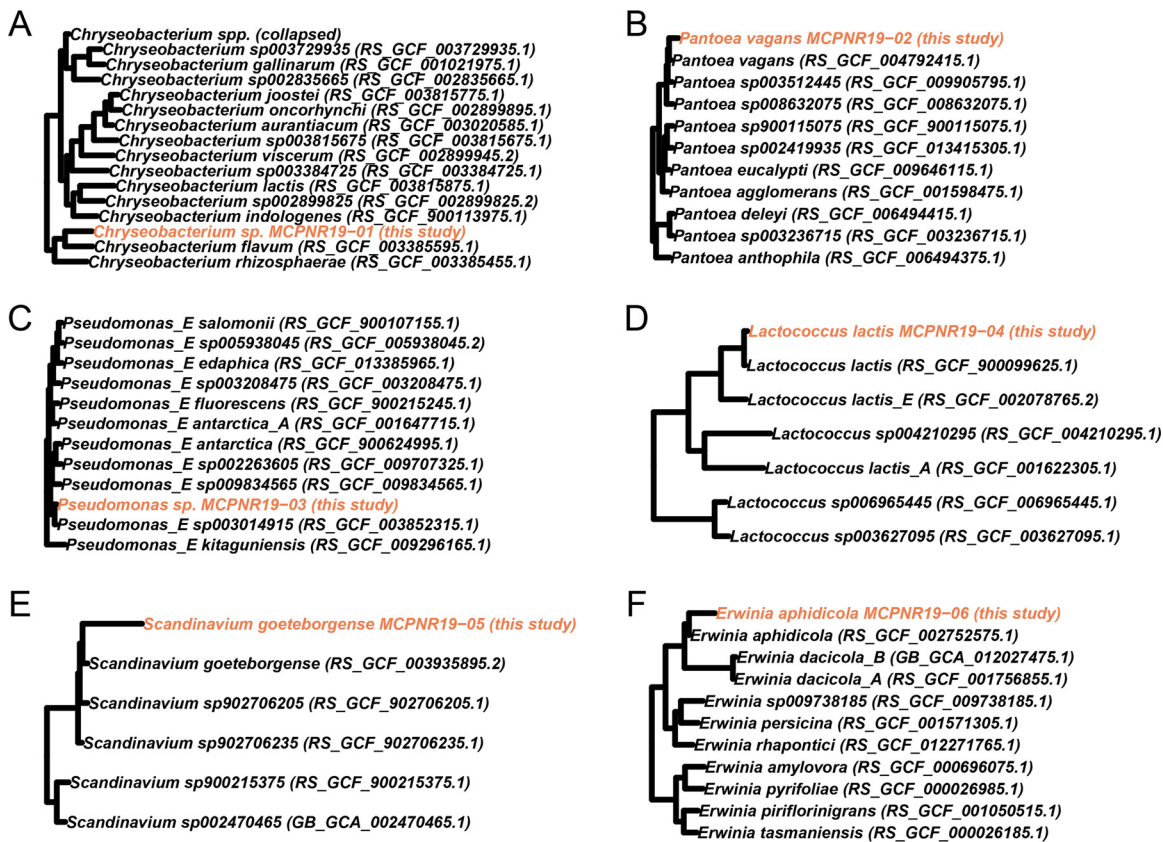 A
Chryseobacterium spp. (collapsed)
Chryseobacterium sp003729935 (RS_GCF_003729935.1)
Chryseobacterium gallinarum (RS_GCF_001021975.1)
Chryseobacterium sp002835665 (RS_GCF_002835665.1)
Chryseobacterium joostei (RS_GCF_003815775.1)
Chryseobacterium oncorhynchi (RS_GCF_002899895.1)
Chryseobacterium aurantiacum (RS_GCF_003020585.1)
Chryseobacterium sp003815675 (RS_GCF_003815675.1)
Chryseobacterium viscerum (RS_GCF_002899945.2)
Chryseobacterium sp003384725 (RS_GCF_003384725.1)
Chryseobacterium lactis (RS_GCF_003815875.1)
Chryseobacterium sp002899825 (RS_GCF_002899825.2)
Chryseobacterium indologenes (RS_GCF_900113975.1)
Chryseobacterium sp. MCPNR19−01 (this study)
Chryseobacterium flavum (RS_GCF_003385595.1)
Chryseobacterium rhizosphaerae (RS_GCF_003385455.1)
B
Pantoea vagans MCPNR19−02 (this study)
Pantoea vagans (RS_GCF_004792415.1)
Pantoea sp003512445 (RS_GCF_009905795.1)
Pantoea sp008632075 (RS_GCF_008632075.1)
Pantoea sp900115075 (RS_GCF_900115075.1)
Pantoea sp002419935 (RS_GCF_013415305.1)
Pantoea eucalypti (RS_GCF_009646115.1)
Pantoea agglomerans (RS_GCF_001598475.1)
Pantoea deleyi (RS_GCF_006494415.1)
Pantoea sp003236715 (RS_GCF_003236715.1)
Pantoea anthophila (RS_GCF_006494375.1)
C
Pseudomonas_E salomonii (RS_GCF_900107155.1)
Pseudomonas_E sp005938045 (RS_GCF_005938045.2)
Pseudomonas_E edaphica (RS_GCF_013385965.1)
Pseudomonas_E sp003208475 (RS_GCF_003208475.1)
Pseudomonas_E fluorescens (RS_GCF_900215245.1)
Pseudomonas_E antarctica_A (RS_GCF_001647715.1)
Pseudomonas_E antarctica (RS_GCF_900624995.1)
Pseudomonas_E sp002263605 (RS_GCF_009707325.1)
Pseudomonas_E sp009834565 (RS_GCF_009834565.1)
Pseudomonas sp. MCPNR19−03 (this study)
Pseudomonas_E sp003014915 (RS_GCF_003852315.1)
Pseudomonas_E kitaguniensis (RS_GCF_009296165.1)
D
Lactococcus lactis MCPNR19−04 (this study)
Lactococcus lactis (RS_GCF_900099625.1)
Lactococcus lactis_E (RS_GCF_002078765.2)
Lactococcus sp004210295 (RS_GCF_004210295.1)
Lactococcus lactis_A (RS_GCF_001622305.1)
Lactococcus sp006965445 (RS_GCF_006965445.1)
Lactococcus sp003627095 (RS_GCF_003627095.1)
E
Scandinavium goeteborgense MCPNR19−05 (this study)
Scandinavium goeteborgense (RS_GCF_003935895.2)
Scandinavium sp902706205 (RS_GCF_902706205.1)
Scandinavium sp902706235 (RS_GCF_902706235.1)
Scandinavium sp900215375 (RS_GCF_900215375.1)
Scandinavium sp002470465 (GB_GCA_002470465.1)
F
Erwinia aphidicola MCPNR19−06 (this study)
Erwinia aphidicola (RS_GCF_002752575.1)
Erwinia dacicola_B (GB_GCA_012027475.1)
Erwinia dacicola_A (RS_GCF_001756855.1)
Erwinia sp009738185 (RS_GCF_009738185.1)
Erwinia persicina (RS_GCF_001571305.1)
Erwinia rhapontici (RS_GCF_012271765.1)
Erwinia amylovora (RS_GCF_000696075.1)
Erwinia pyrifoliae (RS_GCF_000026985.1)
Erwinia piriflorinigrans (RS_GCF_001050515.1)
Erwinia tasmaniensis (RS_GCF_000026185.1)